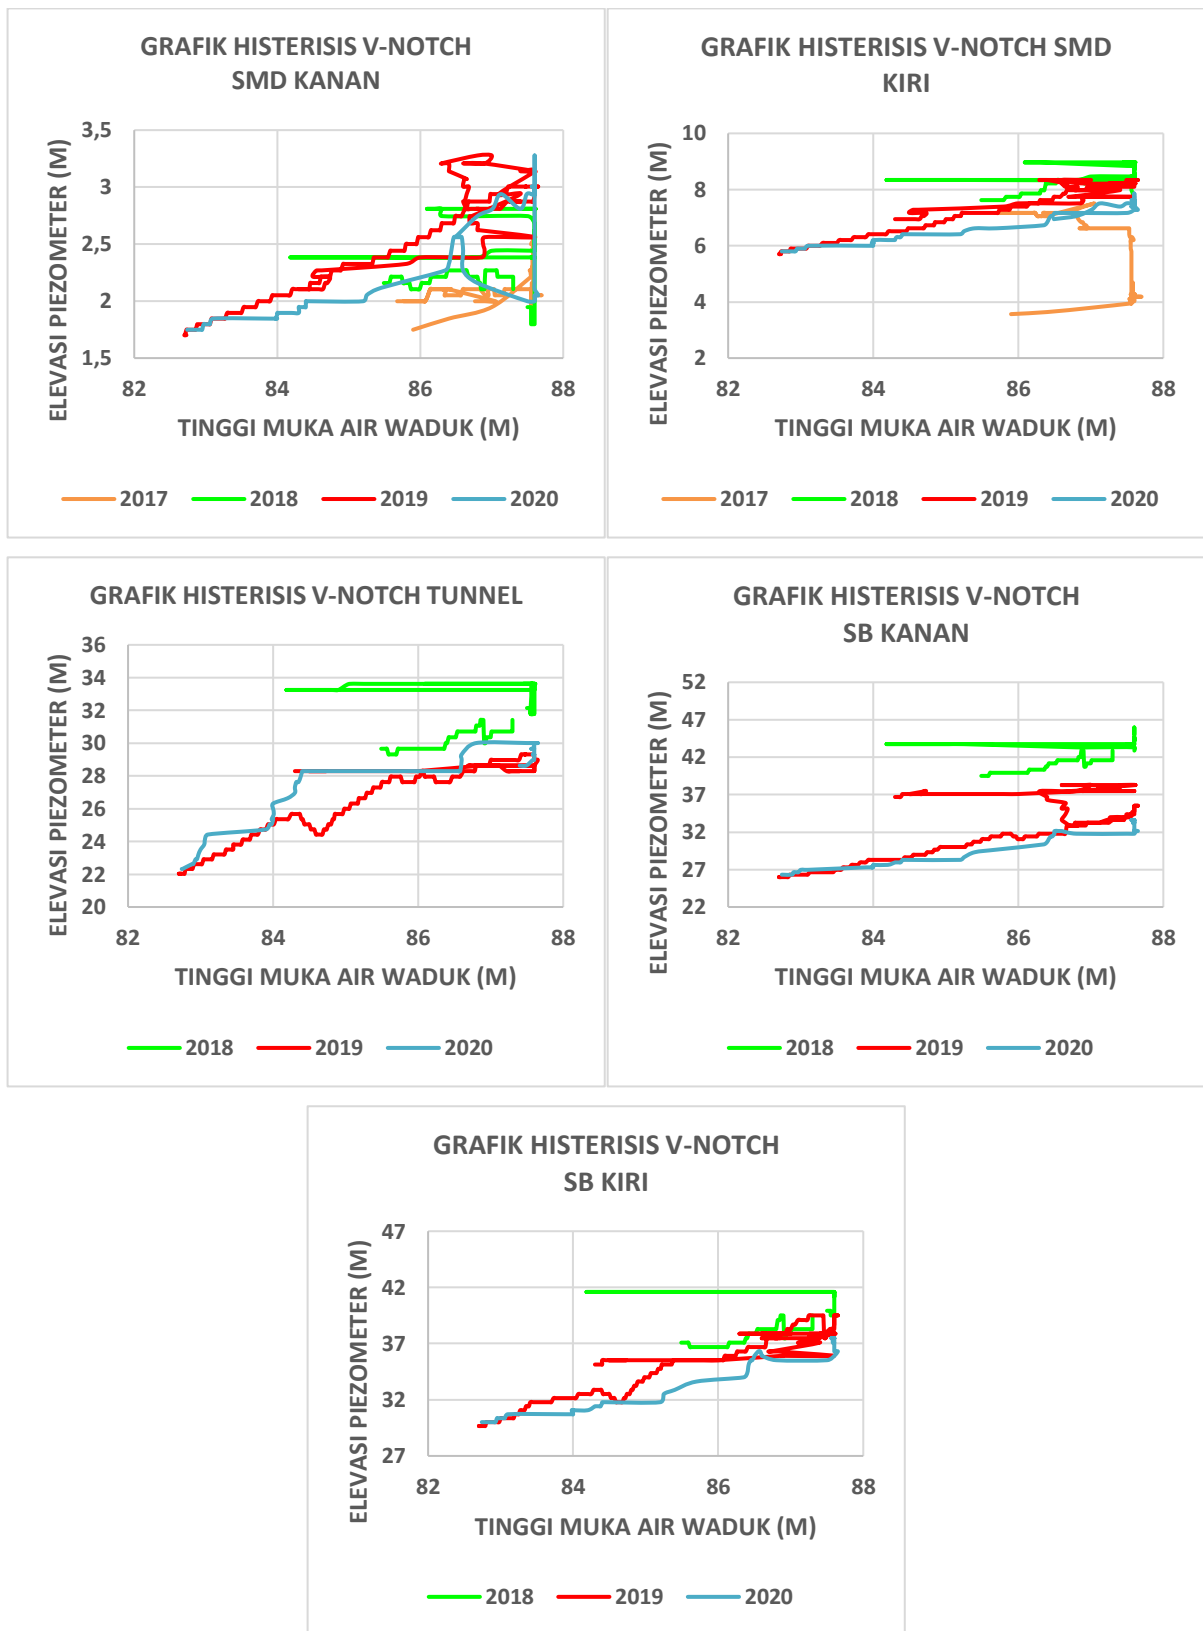 GRAFIK HISTERISIS V-NOTCH
SMD KANAN
ELEVASI PIEZOMETER (M)
3,5
3
2,5
2
1,5
82 84 86 88
TINGGI MUKA AIR WADUK (M)
2017 2018 2019 2020
GRAFIK HISTERISIS V-NOTCH SMD
KIRI
ELEVASI PIEZOMETER (M)
10
8
6
4
2
82 84 86 88
TINGGI MUKA AIR WADUK (M)
2017 2018 2019 2020
GRAFIK HISTERISIS V-NOTCH TUNNEL
ELEVASI PIEZOMETER (M)
36
34
32
30
28
26
24
22
20
82 84 86 88
TINGGI MUKA AIR WADUK (M)
2018 2019 2020
GRAFIK HISTERISIS V-NOTCH
SB KANAN
ELEVASI PIEZOMETER (M)
52
47
42
37
32
27
22
82 84 86 88
TINGGI MUKA AIR WADUK (M)
2018 2019 2020
GRAFIK HISTERISIS V-NOTCH
SB KIRI
ELEVASI PIEZOMETER (M)
47
42
37
32
27
82 84 86 88
TINGGI MUKA AIR WADUK (M)
2018 2019 2020